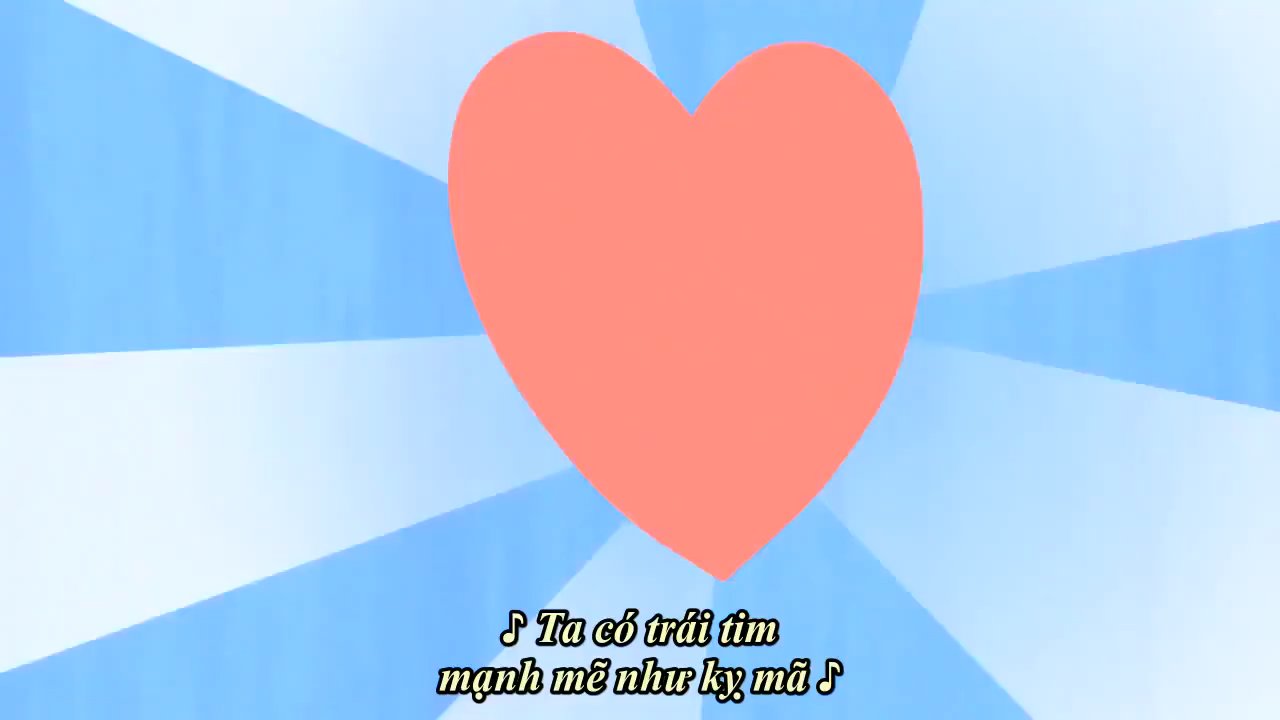 ♪ Ta có trái tim
mạnh mẽ như kỵ mã ♪